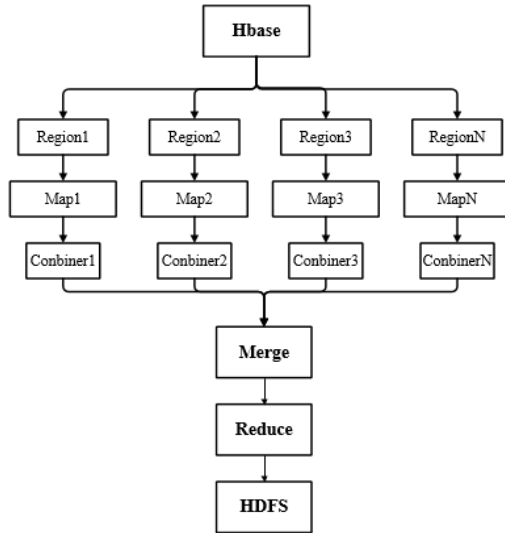 Hbase
Region1 Region2 Region3 RegionN
Map1 Map2 Map3 MapN
Conbiner1 Conbiner2 Conbiner3 ConbinerN
Merge
Reduce
HDFS